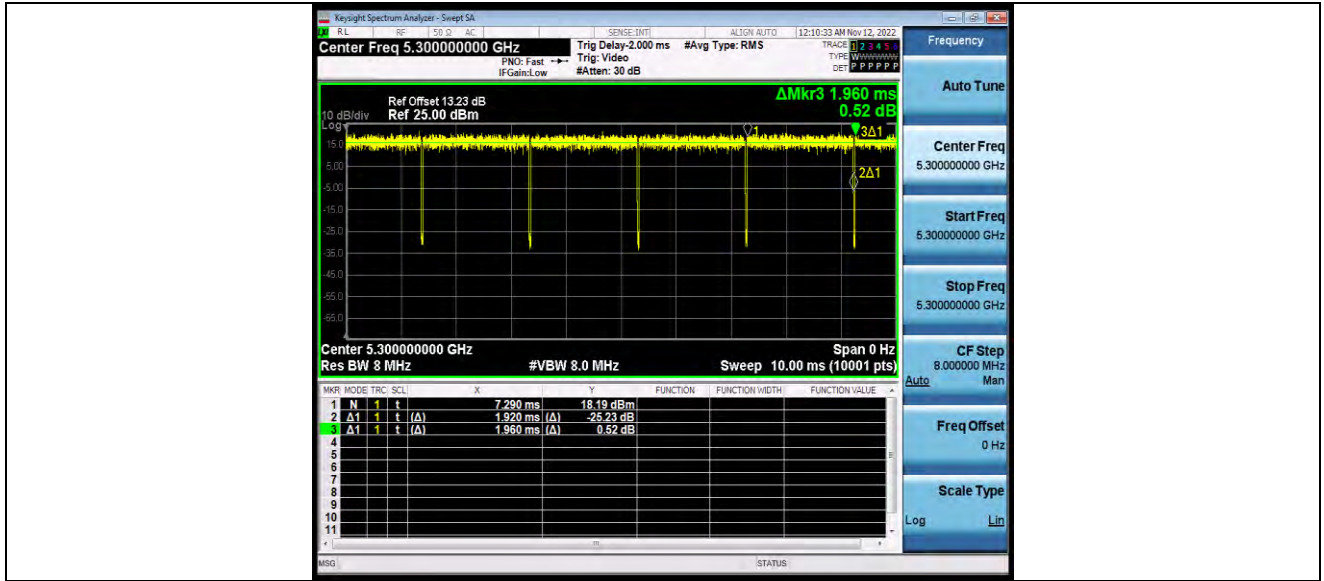 Keysight Spectrum Analyzer - Swept SA
RL RF 50 Ω AC SENSE:INT ALIGN AUTO 12:10:33 AM Nov 12, 2022
Center Freq 5.300000000 GHz
PNO: Fast
IFGain:Low
Trig Delay-2.000 ms
Trig: Video
#Atten: 30 dB
#Avg Type: RMS
TRACE 1 2 3 4 5 6
TYPE WWWWWW
DET P P P P P P
Ref Offset 13.23 dB
10 dB/div Ref 25.00 dBm
Log
ΔMkr3 1.960 ms
0.52 dB
1 3Δ1
15.0
5.00
2Δ1
-5.00
-15.0
-25.0
-35.0
-45.0
-55.0
-65.0
Center 5.300000000 GHz Span 0 Hz
Res BW 8 MHz #VBW 8.0 MHz Sweep 10.00 ms (10001 pts)
MKR MODE TRC SCL X Y FUNCTION FUNCTION WIDTH FUNCTION VALUE
1 N 1 t 7.290 ms 18.19 dBm
2 Δ1 1 t (Δ) 1.920 ms (Δ) -25.23 dB
3 Δ1 1 t (Δ) 1.960 ms (Δ) 0.52 dB
4
5
6
7
8
9
10
11
MSG STATUS
Frequency
Auto Tune
Center Freq
5.300000000 GHz
Start Freq
5.300000000 GHz
Stop Freq
5.300000000 GHz
CF Step
8.000000 MHz
Auto Man
Freq Offset
0 Hz
Scale Type
Log Lin